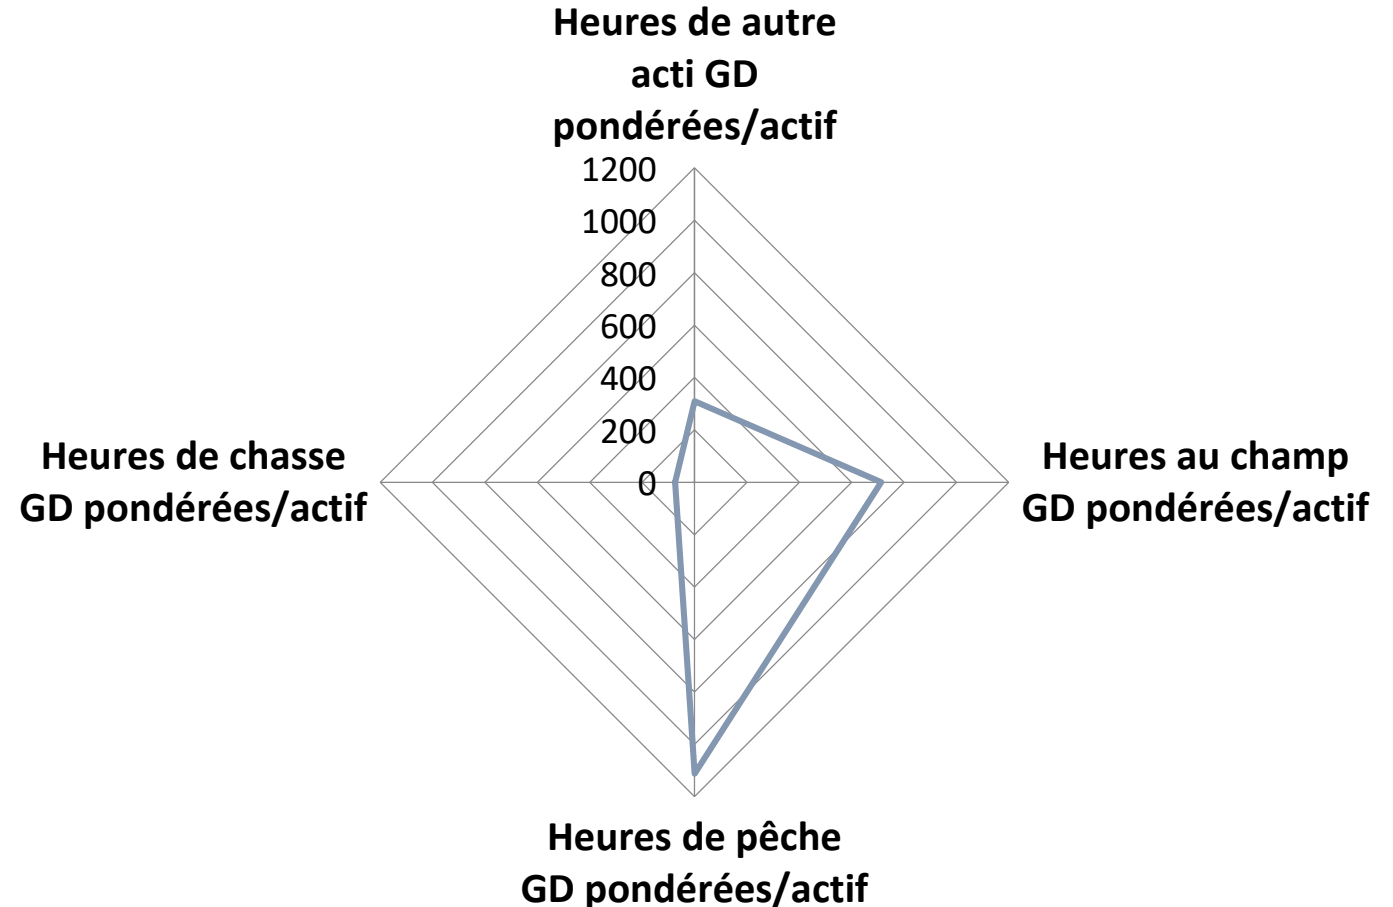 Heures de autre
acti GD
pondérées/actif
1200
1000
800
600
400
200
0
Heures de chasse
GD pondérées/actif
Heures au champ
GD pondérées/actif
Heures de pêche
GD pondérées/actif